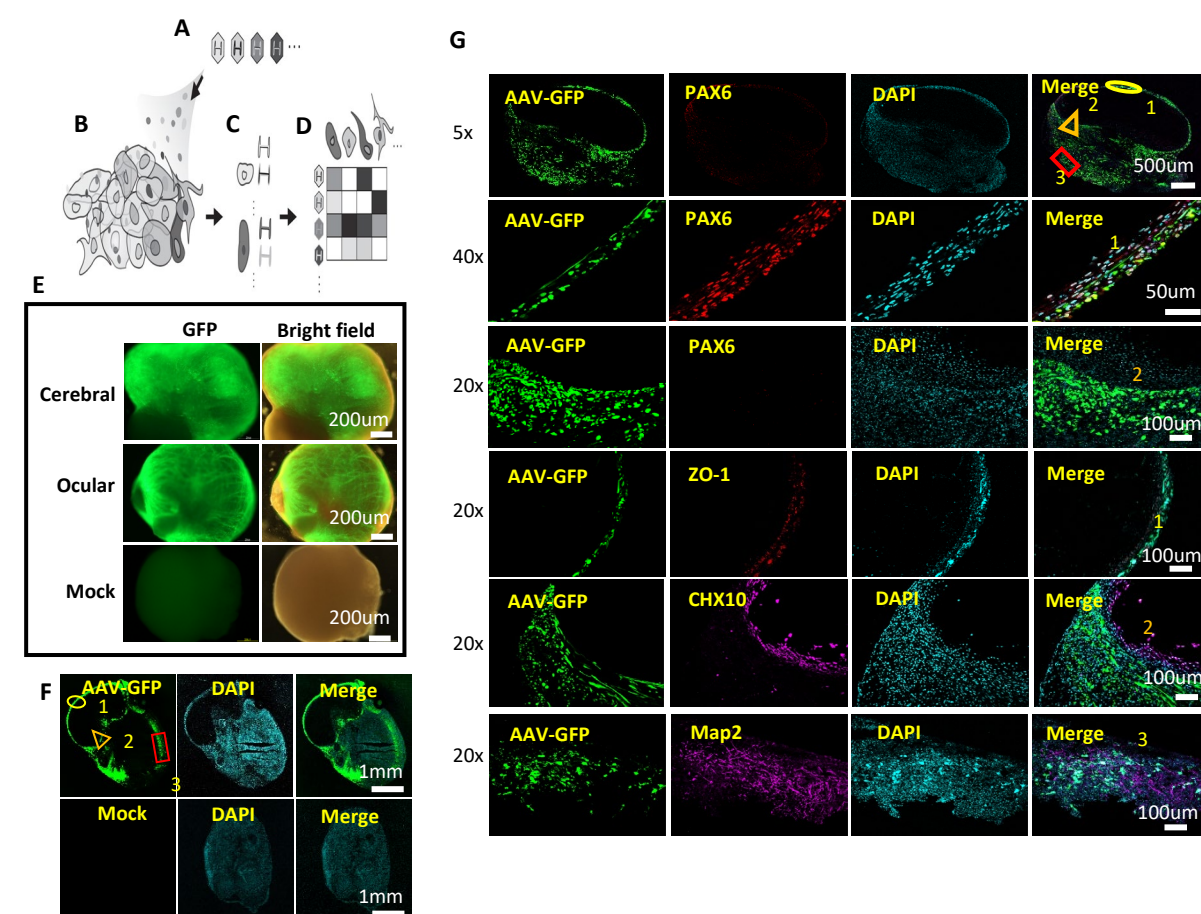 A
H H H H ...
B
C
D
...
H
H
H
H
H
H
H
H
E
GFP
Bright field
Cerebral
200um
Ocular
200um
Mock
200um
F
AAV-GFP
DAPI
Merge
1
2
3
1mm
Mock
DAPI
Merge
1mm
G
5x
AAV-GFP
PAX6
DAPI
Merge
2
1
3
500um
40x
AAV-GFP
PAX6
DAPI
Merge
1
50um
20x
AAV-GFP
PAX6
DAPI
Merge
2
100um
20x
AAV-GFP
ZO-1
DAPI
Merge
1
100um
20x
AAV-GFP
CHX10
DAPI
Merge
2
100um
20x
AAV-GFP
Map2
DAPI
Merge
3
100um